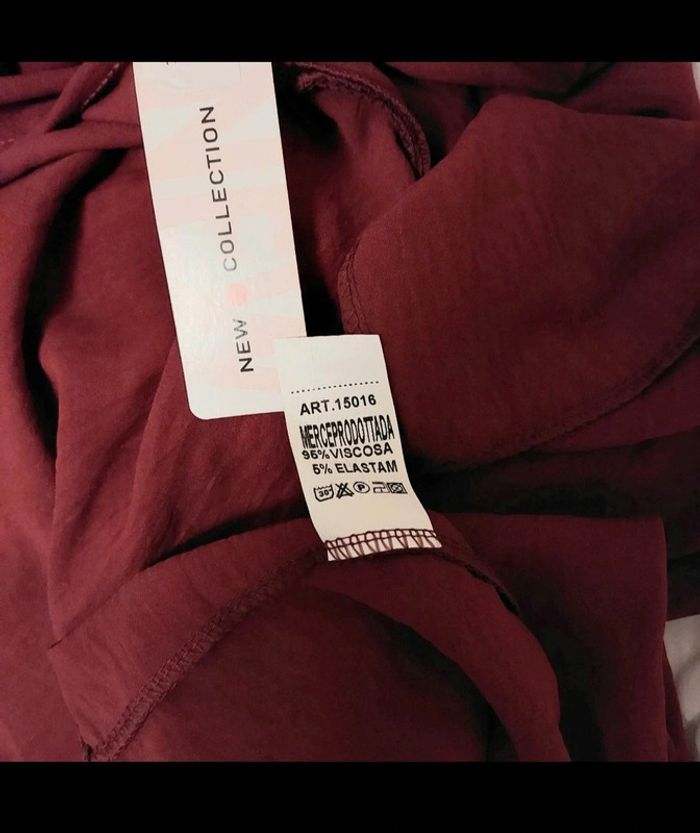 NEW COLLECTION
ART.15016
MERCEPRODOTTADA
95%VISCOSA
5% ELASTAM
30° P